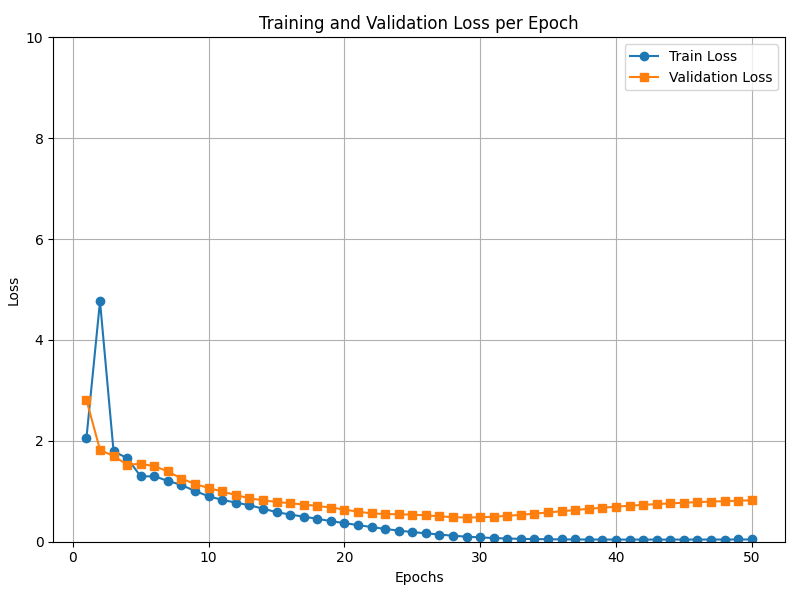 Training and Validation Loss per Epoch
Train Loss
Validation Loss
Loss
10
8
6
4
2
0
0 10 20 30 40 50
Epochs